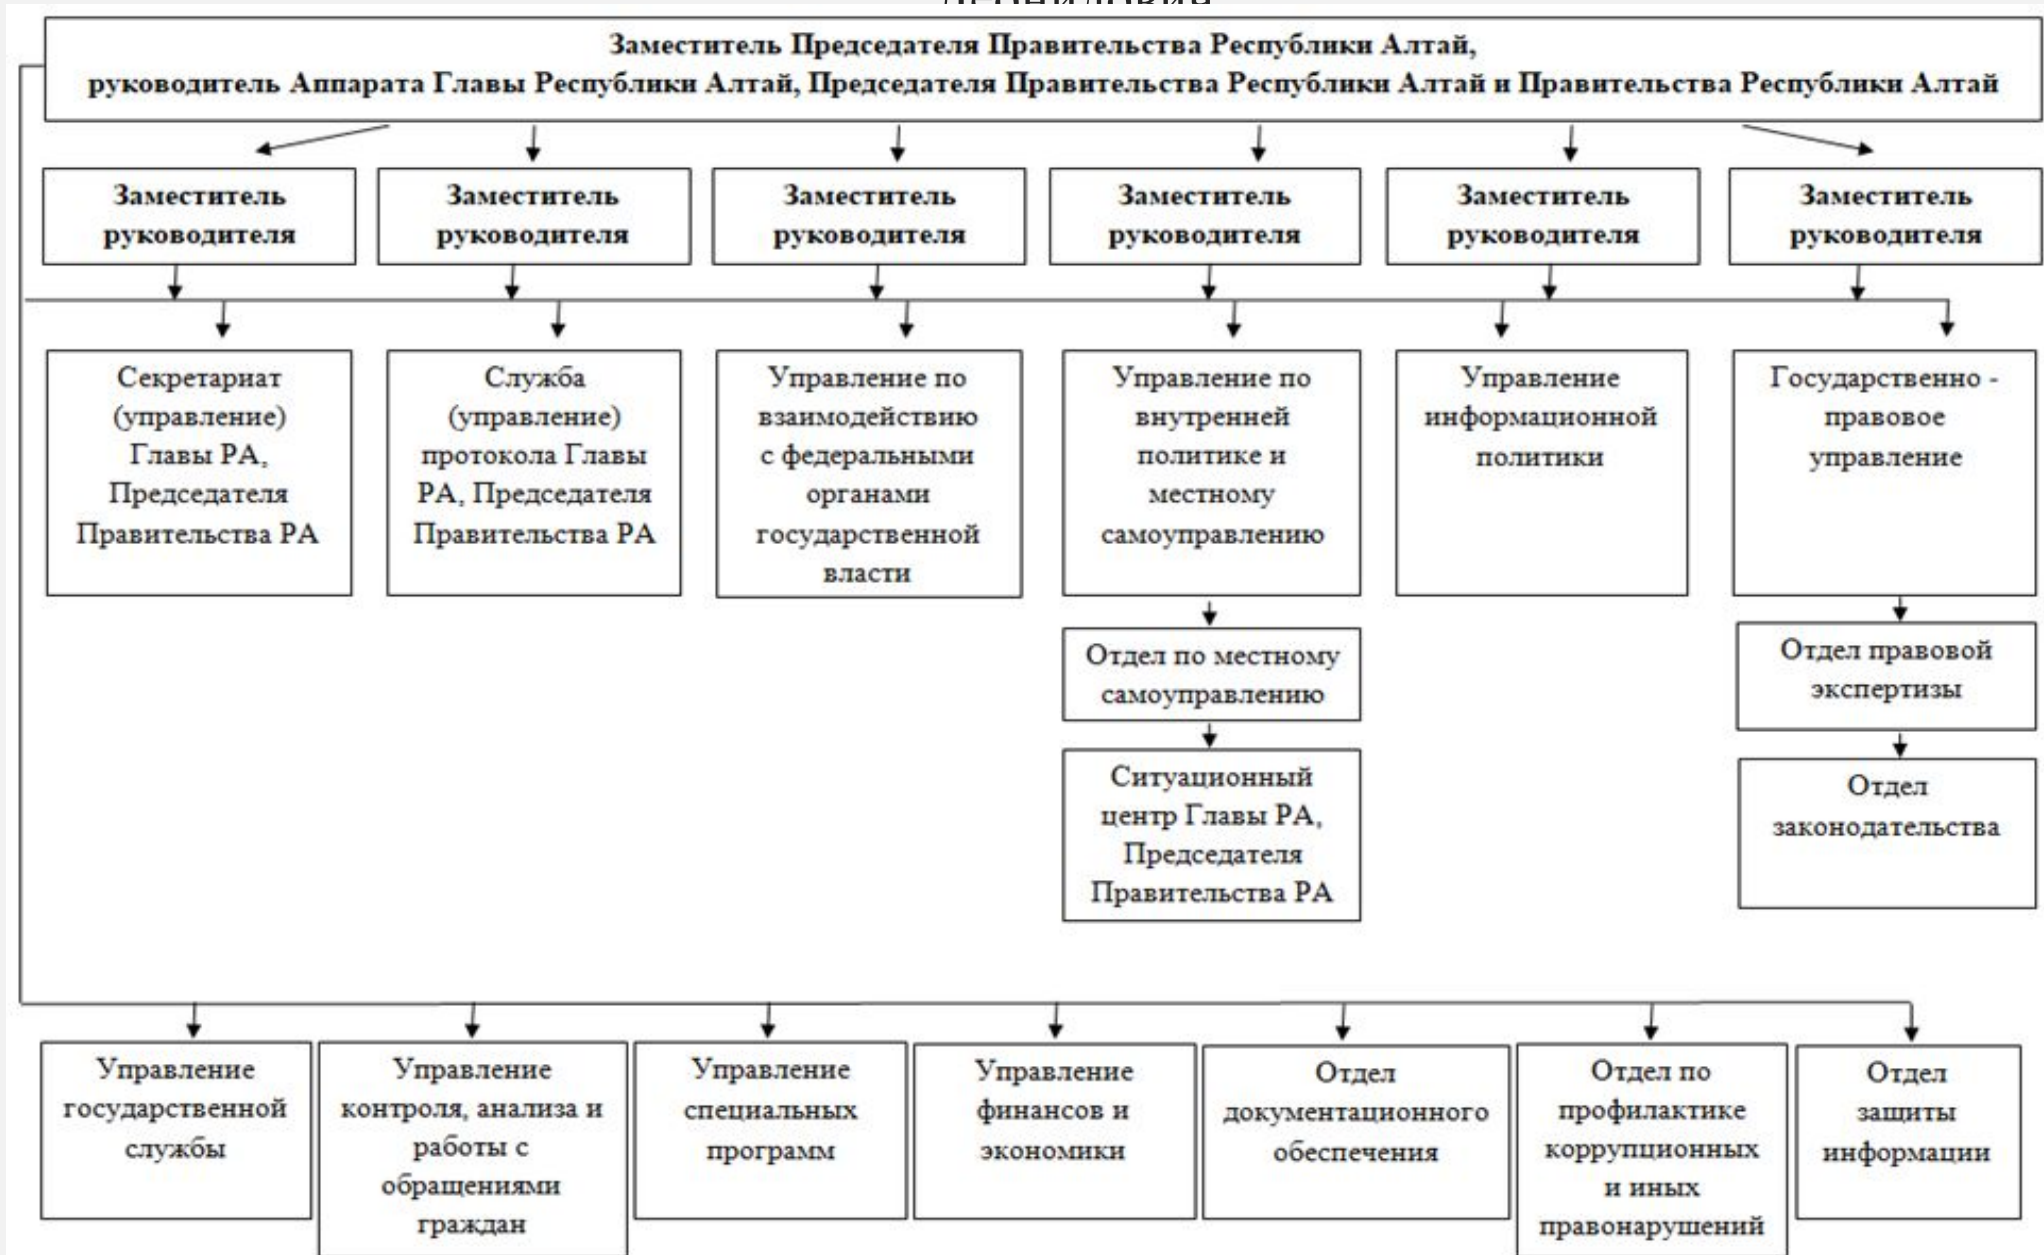 Заместитель Председателя Правительства Республики Алтай,
руководитель Аппарата Главы Республики Алтай, Председателя Правительства Республики Алтай и Правительства Республики Алтай
Заместитель
руководителя
Заместитель
руководителя
Заместитель
руководителя
Заместитель
руководителя
Заместитель
руководителя
Заместитель
руководителя
Секретариат
(управление)
Главы РА,
Председателя
Правительства РА
Служба
(управление)
протокола Главы
РА, Председателя
Правительства РА
Управление по
взаимодействию
с федеральными
органами
государственной
власти
Управление по
внутренней
политике и
местному
самоуправлению
Управление
информационной
политики
Государственно -
правовое
управление
Отдел по местному
самоуправлению
Отдел правовой
экспертизы
Ситуационный
центр Главы РА,
Председателя
Правительства РА
Отдел
законодательства
Управление
государственной
службы
Управление
контроля, анализа и
работы с
обращениями
граждан
Управление
специальных
программ
Управление
финансов и
экономики
Отдел
документационного
обеспечения
Отдел по
профилактике
коррупционных
и иных
правонарушений
Отдел
защиты
информации